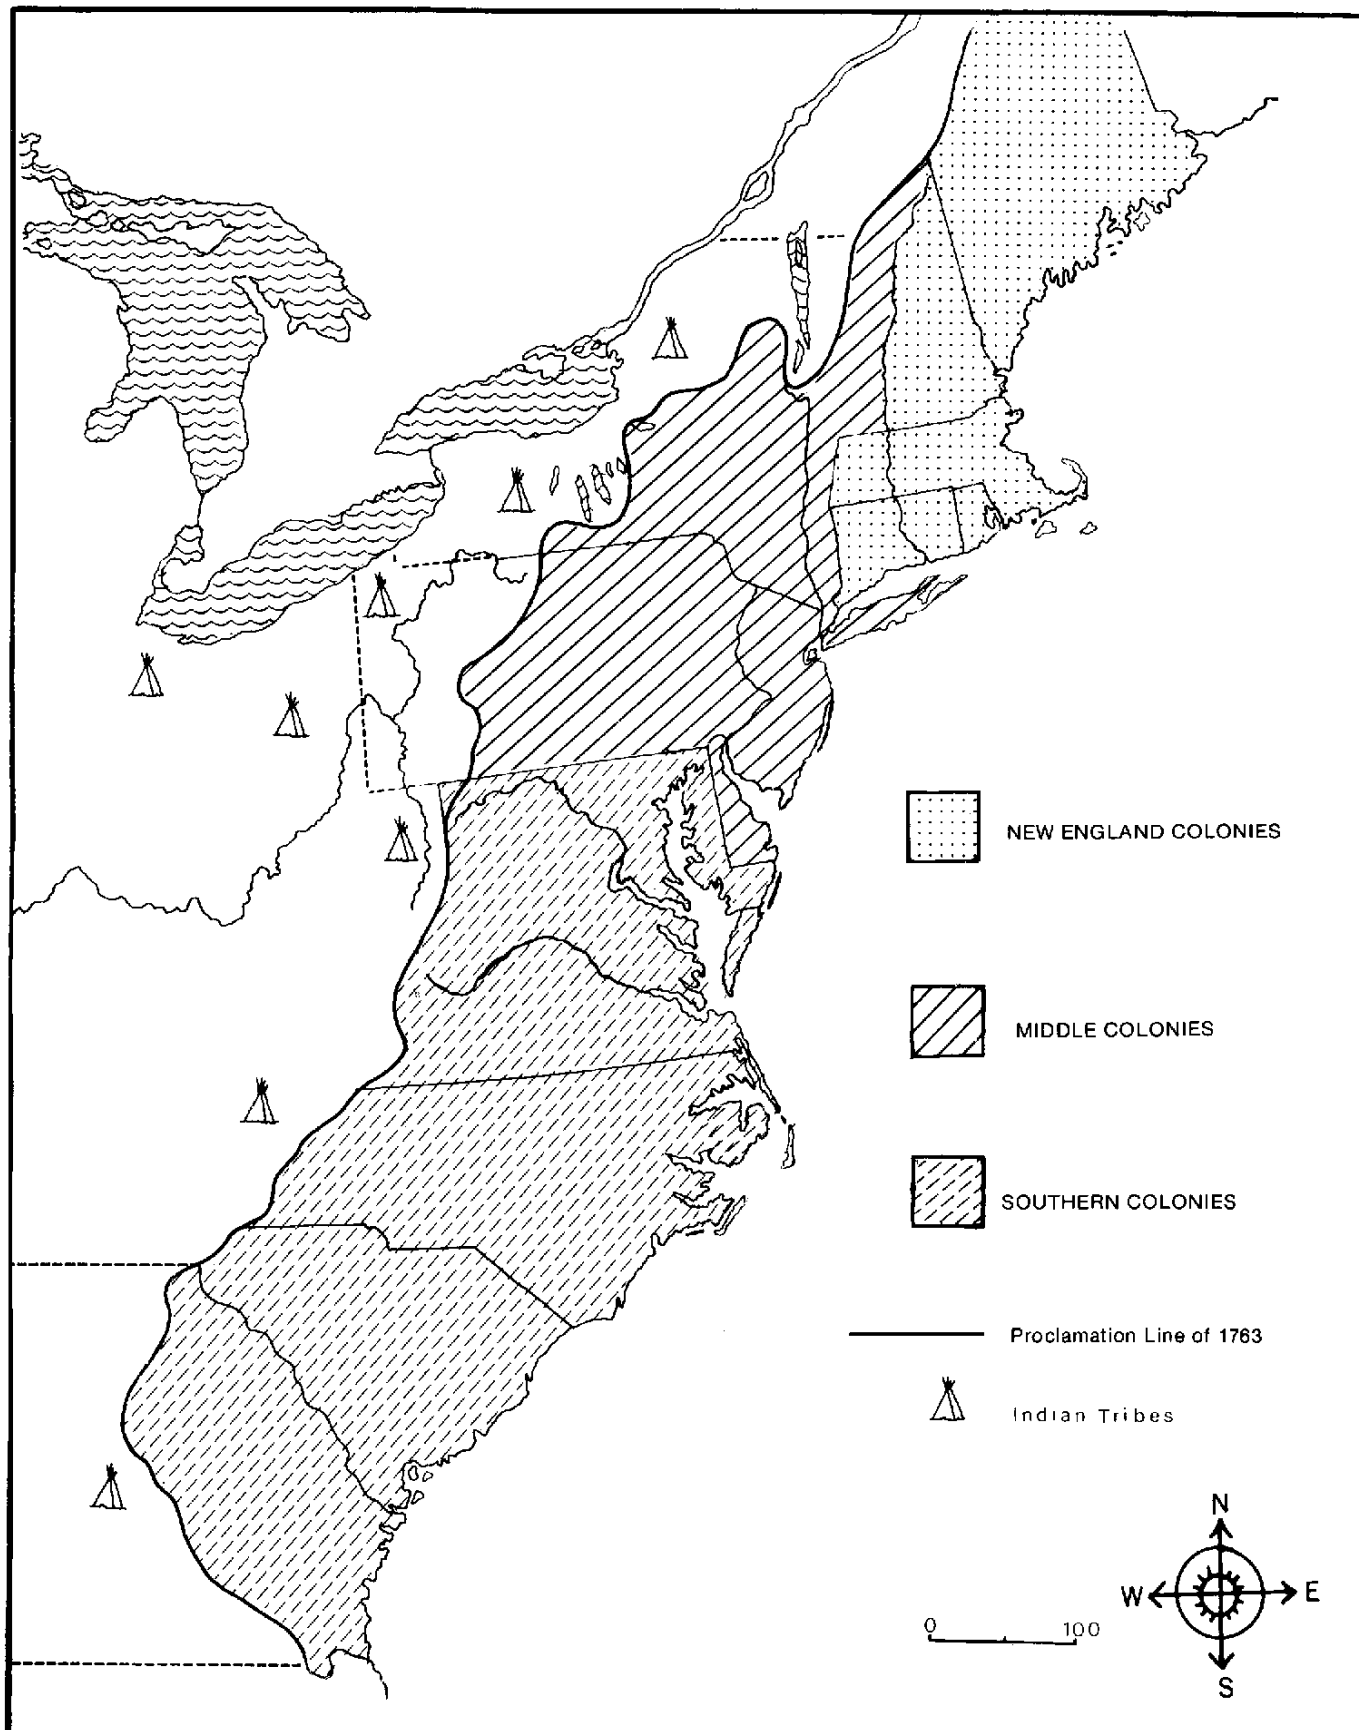 NEW ENGLAND COLONIES
MIDDLE COLONIES
SOUTHERN COLONIES
Proclamation Line of 1763
Indian Tribes
N
W E
S
0 100